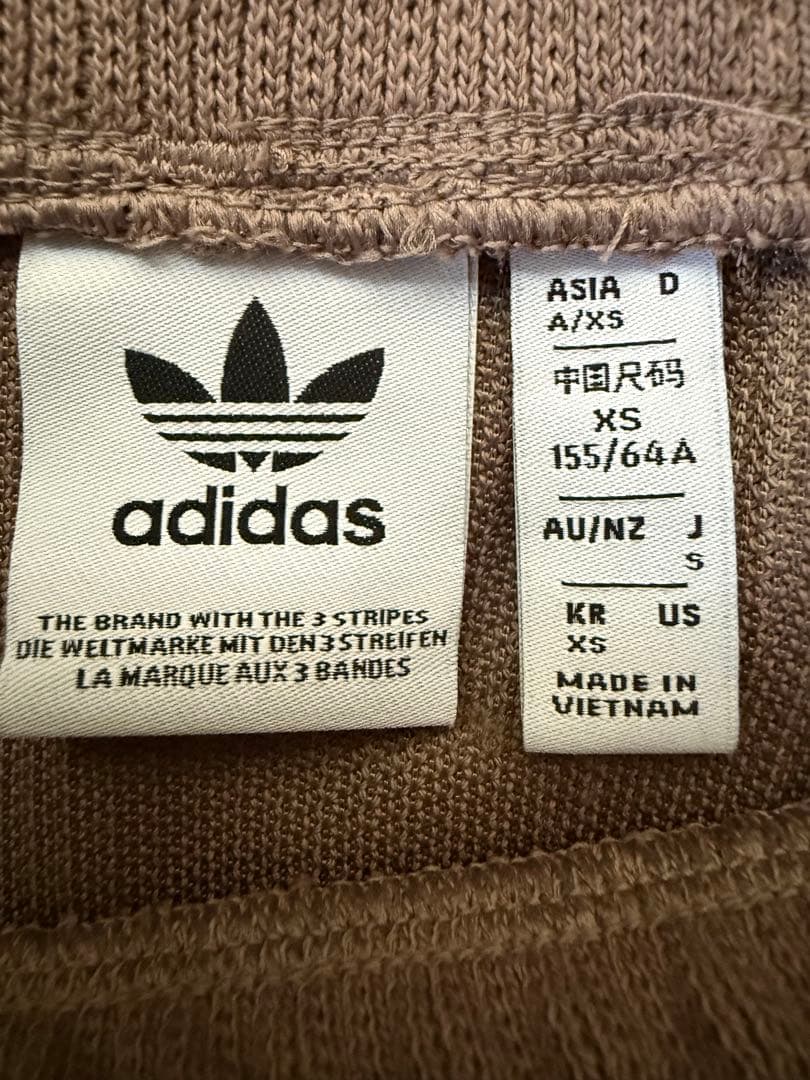 adidas
THE BRAND WITH THE 3 STRIPES
DIE WELTMARKE MIT DEN 3 STREIFEN
LA MARQUE AUX 3 BANDES
ASIA D
A/XS
中国尺码
XS
155/64A
AU/NZ J
S
KR US
XS
MADE IN
VIETNAM